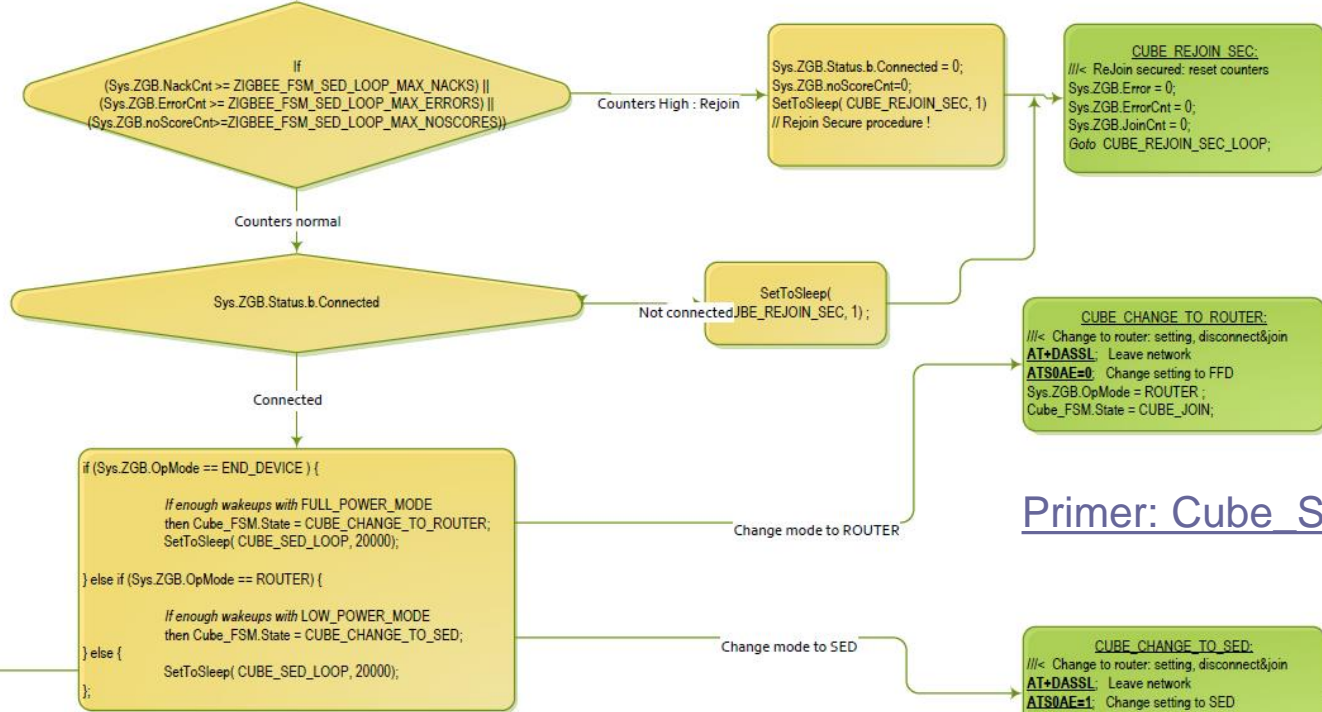 If
(Sys.ZGB.NackCnt >= ZIGBEE_FSM_SED_LOOP_MAX_NACKS) ||
(Sys.ZGB.ErrorCnt >= ZIGBEE_FSM_SED_LOOP_MAX_ERRORS) ||
(Sys.ZGB.noScoreCnt>=ZIGBEE_FSM_SED_LOOP_MAX_NOSCORES))
Counters High : Rejoin
Sys.ZGB.Status.b.Connected = 0;
Sys.ZGB.noScoreCnt=0;
SetToSleep( CUBE_REJOIN_SEC, 1)
// Rejoin Secure procedure !
CUBE_REJOIN_SEC:
///< ReJoin secured: reset counters
Sys.ZGB.Error = 0;
Sys.ZGB.ErrorCnt = 0;
Sys.ZGB.JoinCnt = 0;
Goto CUBE_REJOIN_SEC_LOOP;
Counters normal
Sys.ZGB.Status.b.Connected
Not connected
SetToSleep(
UBE_REJOIN_SEC, 1) ;
CUBE_CHANGE_TO_ROUTER:
///< Change to router: setting, disconnect&join
AT+DASSL; Leave network
ATS0AE=0; Change setting to FFD
Sys.ZGB.OpMode = ROUTER ;
Cube_FSM.State = CUBE_JOIN;
Connected
if (Sys.ZGB.OpMode == END_DEVICE ) {
If enough wakeups with FULL_POWER_MODE
then Cube_FSM.State = CUBE_CHANGE_TO_ROUTER;
SetToSleep( CUBE_SED_LOOP, 20000);
} else if (Sys.ZGB.OpMode == ROUTER) {
If enough wakeups with LOW_POWER_MODE
then Cube_FSM.State = CUBE_CHANGE_TO_SED;
} else {
SetToSleep( CUBE_SED_LOOP, 20000);
};
Change mode to ROUTER
Primer: Cube_S
Change mode to SED
CUBE_CHANGE_TO_SED:
///< Change to router: setting, disconnect&join
AT+DASSL; Leave network
ATS0AE=1; Change setting to SED